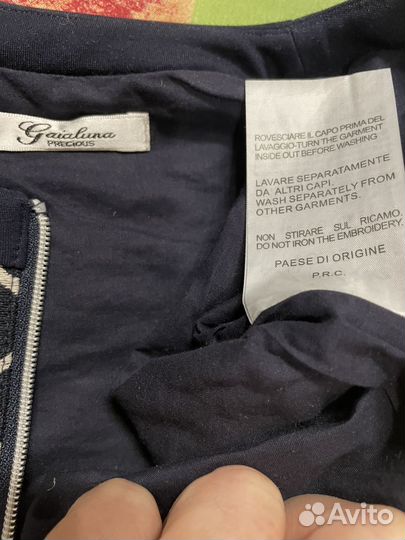 Gaialuna
PRECIOUS
ROVESCIARE IL CAPO PRIMA DEL
LAVAGGIO-TURN THE GARMENT
INSIDE OUT BEFORE WASHING
LAVARE SEPARATAMENTE
DA ALTRI CAPI.
WASH SEPARATELY FROM
OTHER GARMENTS.
NON STIRARE SUL RICAMO.
DO NOT IRON THE EMBROIDERY.
PAESE DI ORIGINE
P.R.C.
Avito